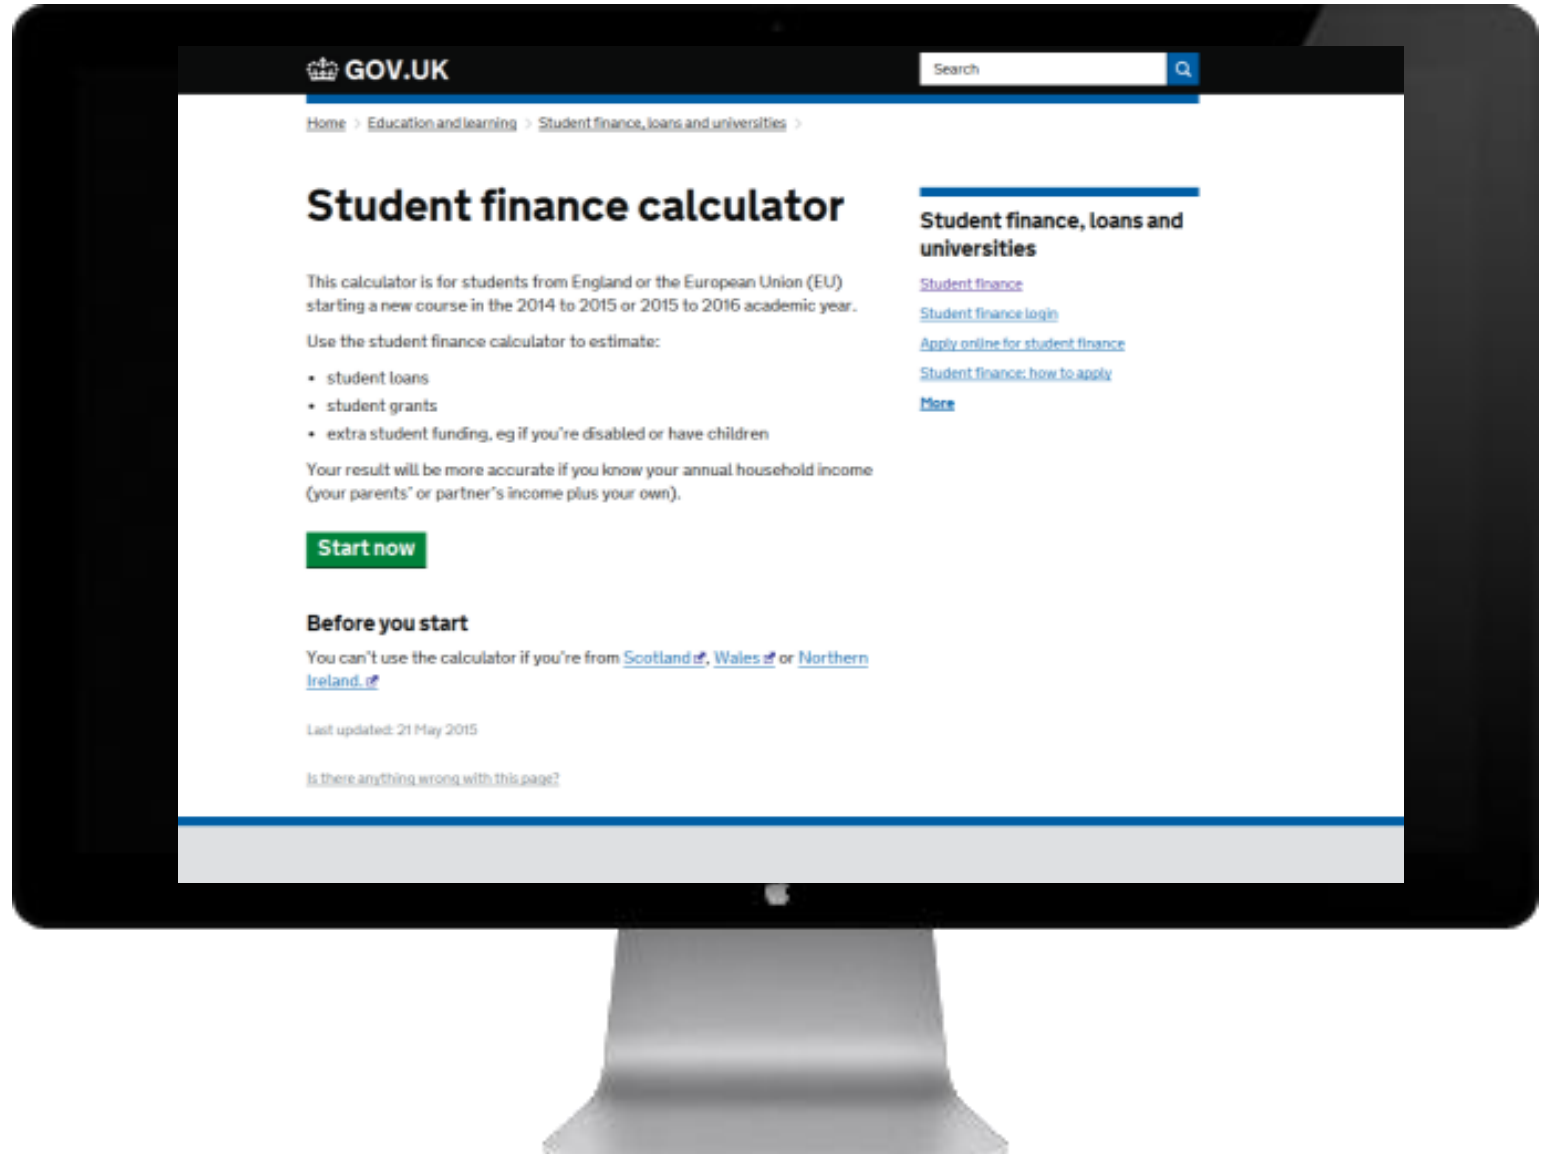 GOV.UK
Search
Home > Education and learning > Student finance, loans and universities >
Student finance calculator
This calculator is for students from England or the European Union (EU)
starting a new course in the 2014 to 2015 or 2015 to 2016 academic year.
Use the student finance calculator to estimate:
• student loans
• student grants
• extra student funding, eg if you're disabled or have children
Your result will be more accurate if you know your annual household income
(your parents' or partner's income plus your own).
Start now
Before you start
You can't use the calculator if you're from Scotland, Wales or Northern
Ireland.
Last updated: 21 May 2015
Is there anything wrong with this page?
Student finance, loans and
universities
Student finance
Student finance login
Apply online for student finance
Student finance: how to apply
More